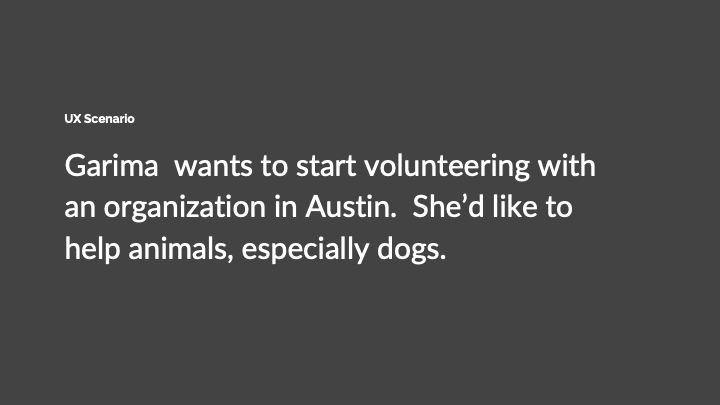 UX Scenario
Garima  wants to start volunteering with
an organization in Austin.  She’d like to
help animals, especially dogs.